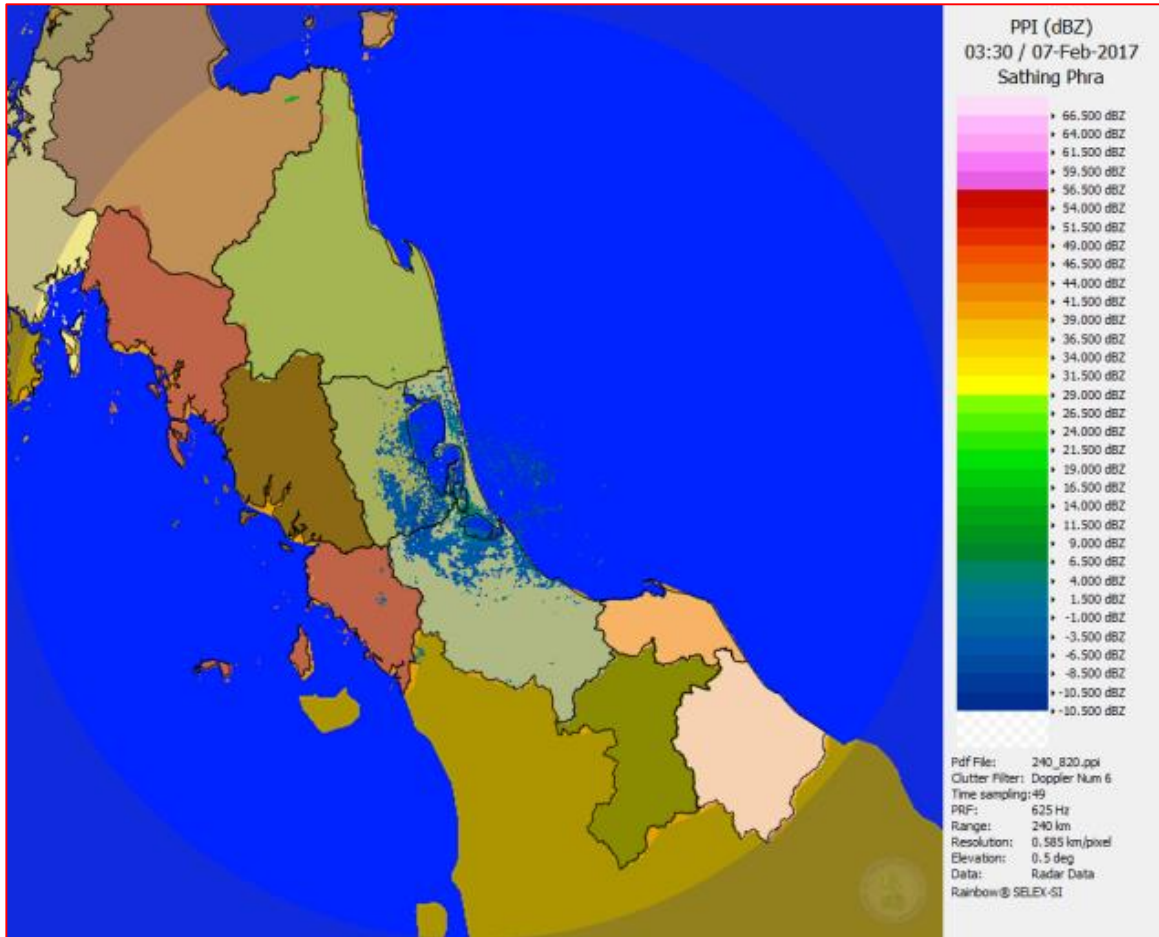 PPI (dBZ)
03:30 / 07-Feb-2017
Sathing Phra
66.500 dBZ
64.000 dBZ
61.500 dBZ
59.500 dBZ
56.500 dBZ
54.000 dBZ
51.500 dBZ
49.000 dBZ
46.500 dBZ
44.000 dBZ
41.500 dBZ
39.000 dBZ
36.500 dBZ
34.000 dBZ
31.500 dBZ
29.000 dBZ
26.500 dBZ
24.000 dBZ
21.500 dBZ
19.000 dBZ
16.500 dBZ
14.000 dBZ
11.500 dBZ
9.000 dBZ
6.500 dBZ
4.000 dBZ
1.500 dBZ
-1.000 dBZ
-3.500 dBZ
-6.500 dBZ
-8.500 dBZ
-10.500 dBZ
-10.500 dBZ
Pdf File: 240_820.ppi
Clutter Filter: Doppler Num 6
Time sampling:49
PRF: 625 Hz
Range: 240 km
Resolution: 0.585 km/pixel
Elevation: 0.5 deg
Data: Radar Data
Rainbow® SELEX-SI